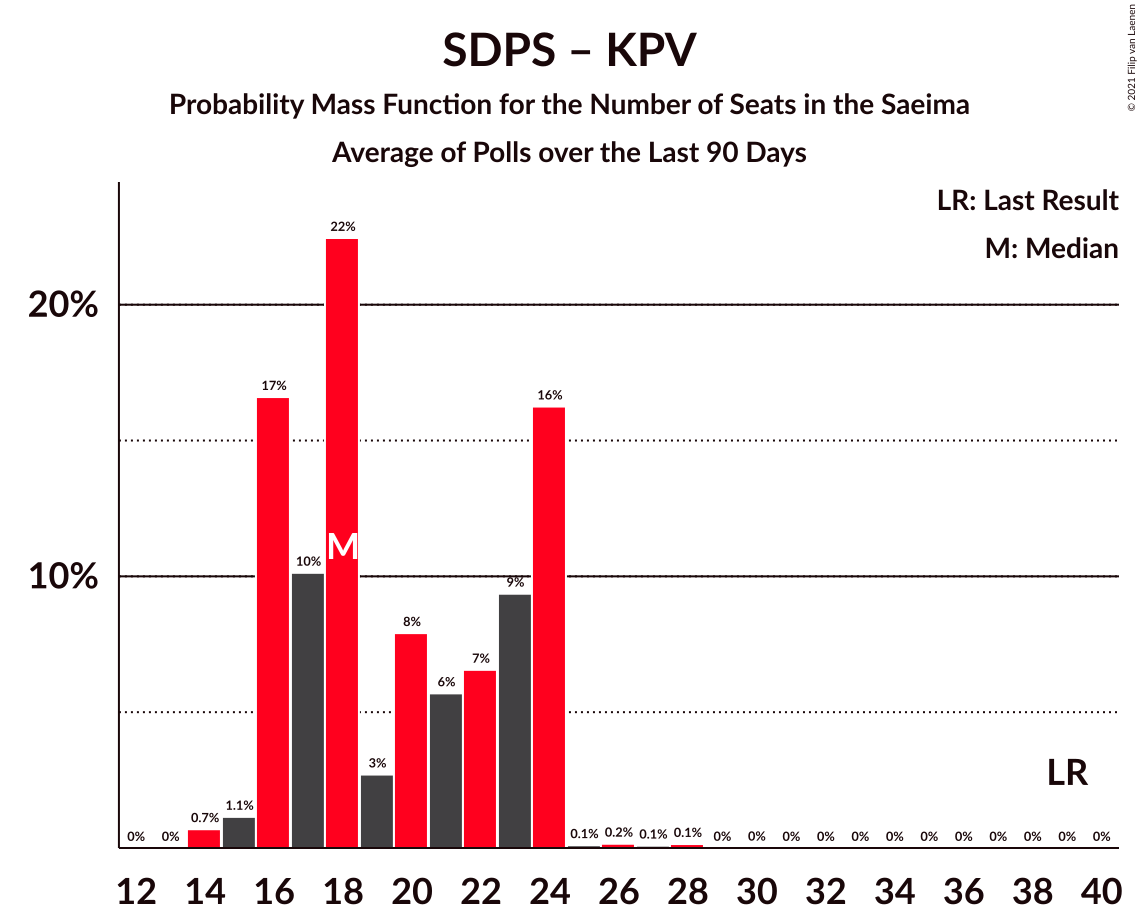 SDPS – KPV
Probability Mass Function for the Number of Seats in the Saeima
Average of Polls over the Last 90 Days
© 2021 Filip van Laenen
LR: Last Result
M: Median
20%
10%
0% 0% 0.7% 1.1% 17% 10% 22% 3% 8% 6% 7% 9% 16% 0.1% 0.2% 0.1% 0.1% 0% 0% 0% 0% 0% 0% 0% 0% 0% 0% 0% 0%
M
LR
12 14 16 18 20 22 24 26 28 30 32 34 36 38 40